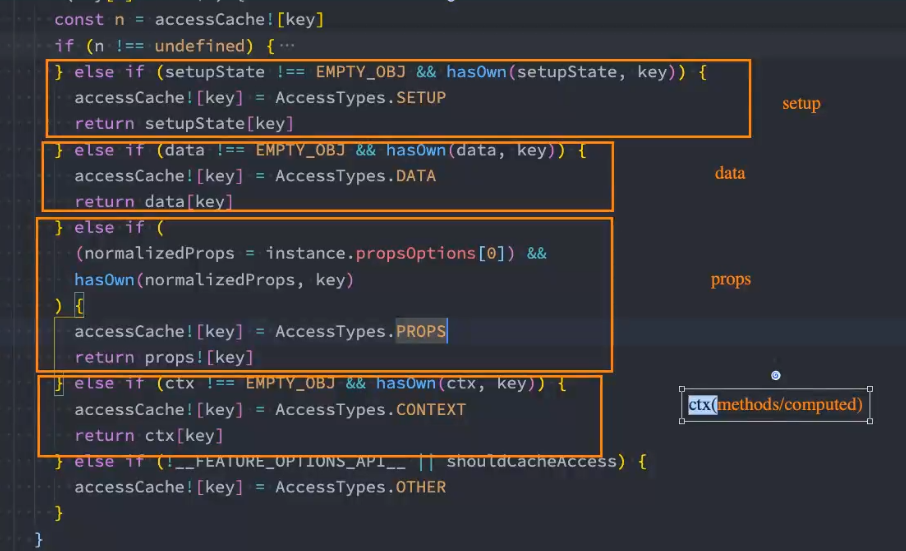 const n = accessCache![key]
if (n !== undefined) {…
} else if (setupState !== EMPTY_OBJ && hasOwn(setupState, key)) {
accessCache![key] = AccessTypes.SETUP
return setupState[key]
setup
} else if (data !== EMPTY_OBJ && hasOwn(data, key)) {
accessCache![key] = AccessTypes.DATA
return data[key]
data
} else if (
(normalizedProps = instance.propsOptions[0]) &&
hasOwn(normalizedProps, key)
) {
accessCache![key] = AccessTypes.PROPS
return props![key]
props
} else if (ctx !== EMPTY_OBJ && hasOwn(ctx, key)) {
accessCache![key] = AccessTypes.CONTEXT
return ctx[key]
ctx(methods/computed)
} else if (!__FEATURE_OPTIONS_API__ || shouldCacheAccess) {
accessCache![key] = AccessTypes.OTHER
}
}